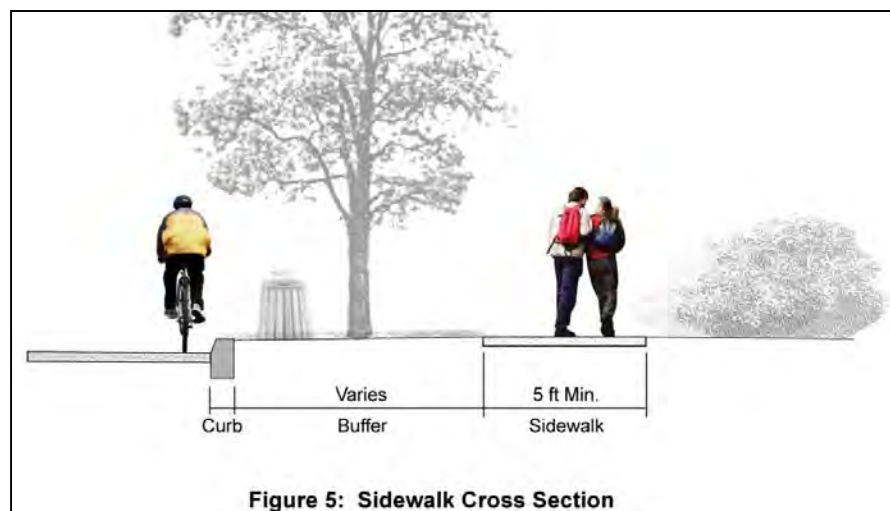 Varies 5 ft Min.
Curb Buffer Sidewalk
Figure 5: Sidewalk Cross Section